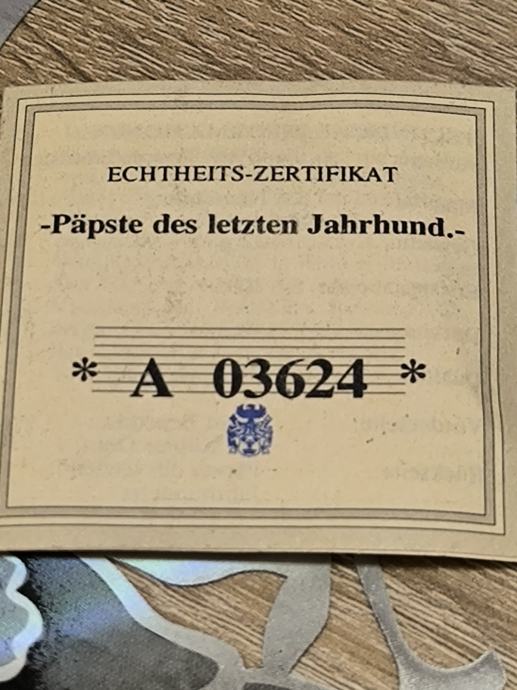 ECHTHEITS-ZERTIFIKAT
-Päpste des letzten Jahrhund.-
* A 03624 *